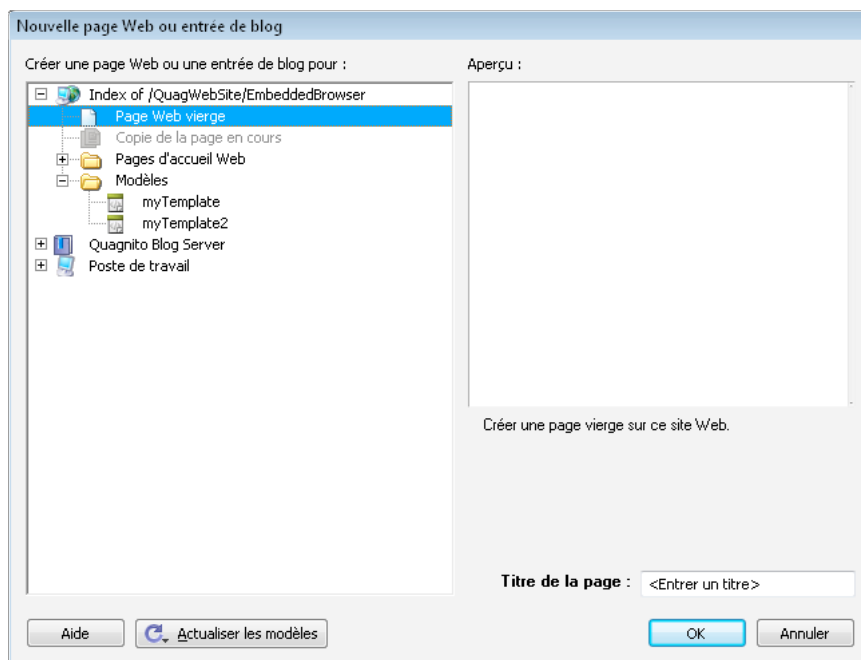 Nouvelle page Web ou entrée de blog
Créer une page Web ou une entrée de blog pour :
Aperçu :
Index of /QuagWebSite/EmbeddedBrowser
Page Web vierge
Copie de la page en cours
Pages d'accueil Web
Modèles
myTemplate
myTemplate2
Quagnito Blog Server
Poste de travail
Créer une page vierge sur ce site Web.
Titre de la page : <Entrer un titre>
Aide
Actualiser les modèles
OK
Annuler